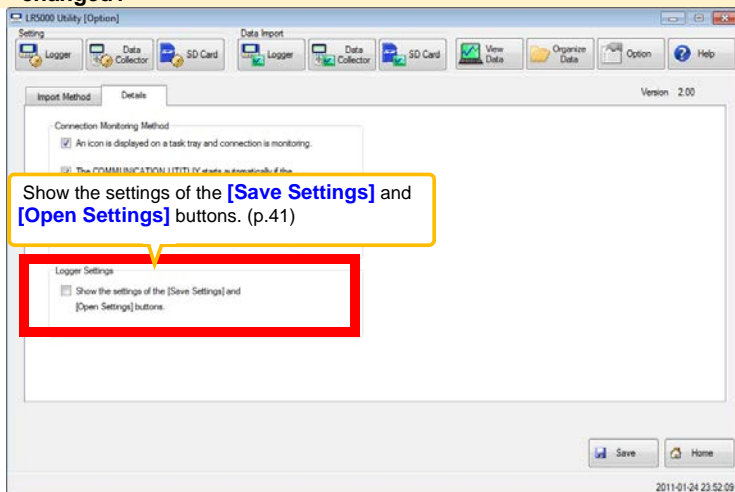 changed?
LR5000 Utility [Option]
Setting
Data Import
Logger
Data Collector
SD Card
Logger
Data Collector
SD Card
View Data
Organize Data
Option
Help
Import Method
Details
Version 2.00
Connection Monitoring Method
An icon is displayed on a task tray and connection is monitoring.
The COMMUNICATION UTITLIY starts automatically if the
Show the settings of the [Save Settings] and
[Open Settings] buttons. (p.41)
Logger Settings
Show the settings of the [Save Settings] and
[Open Settings] buttons.
Save
Home
2011-01-24 23:52:09